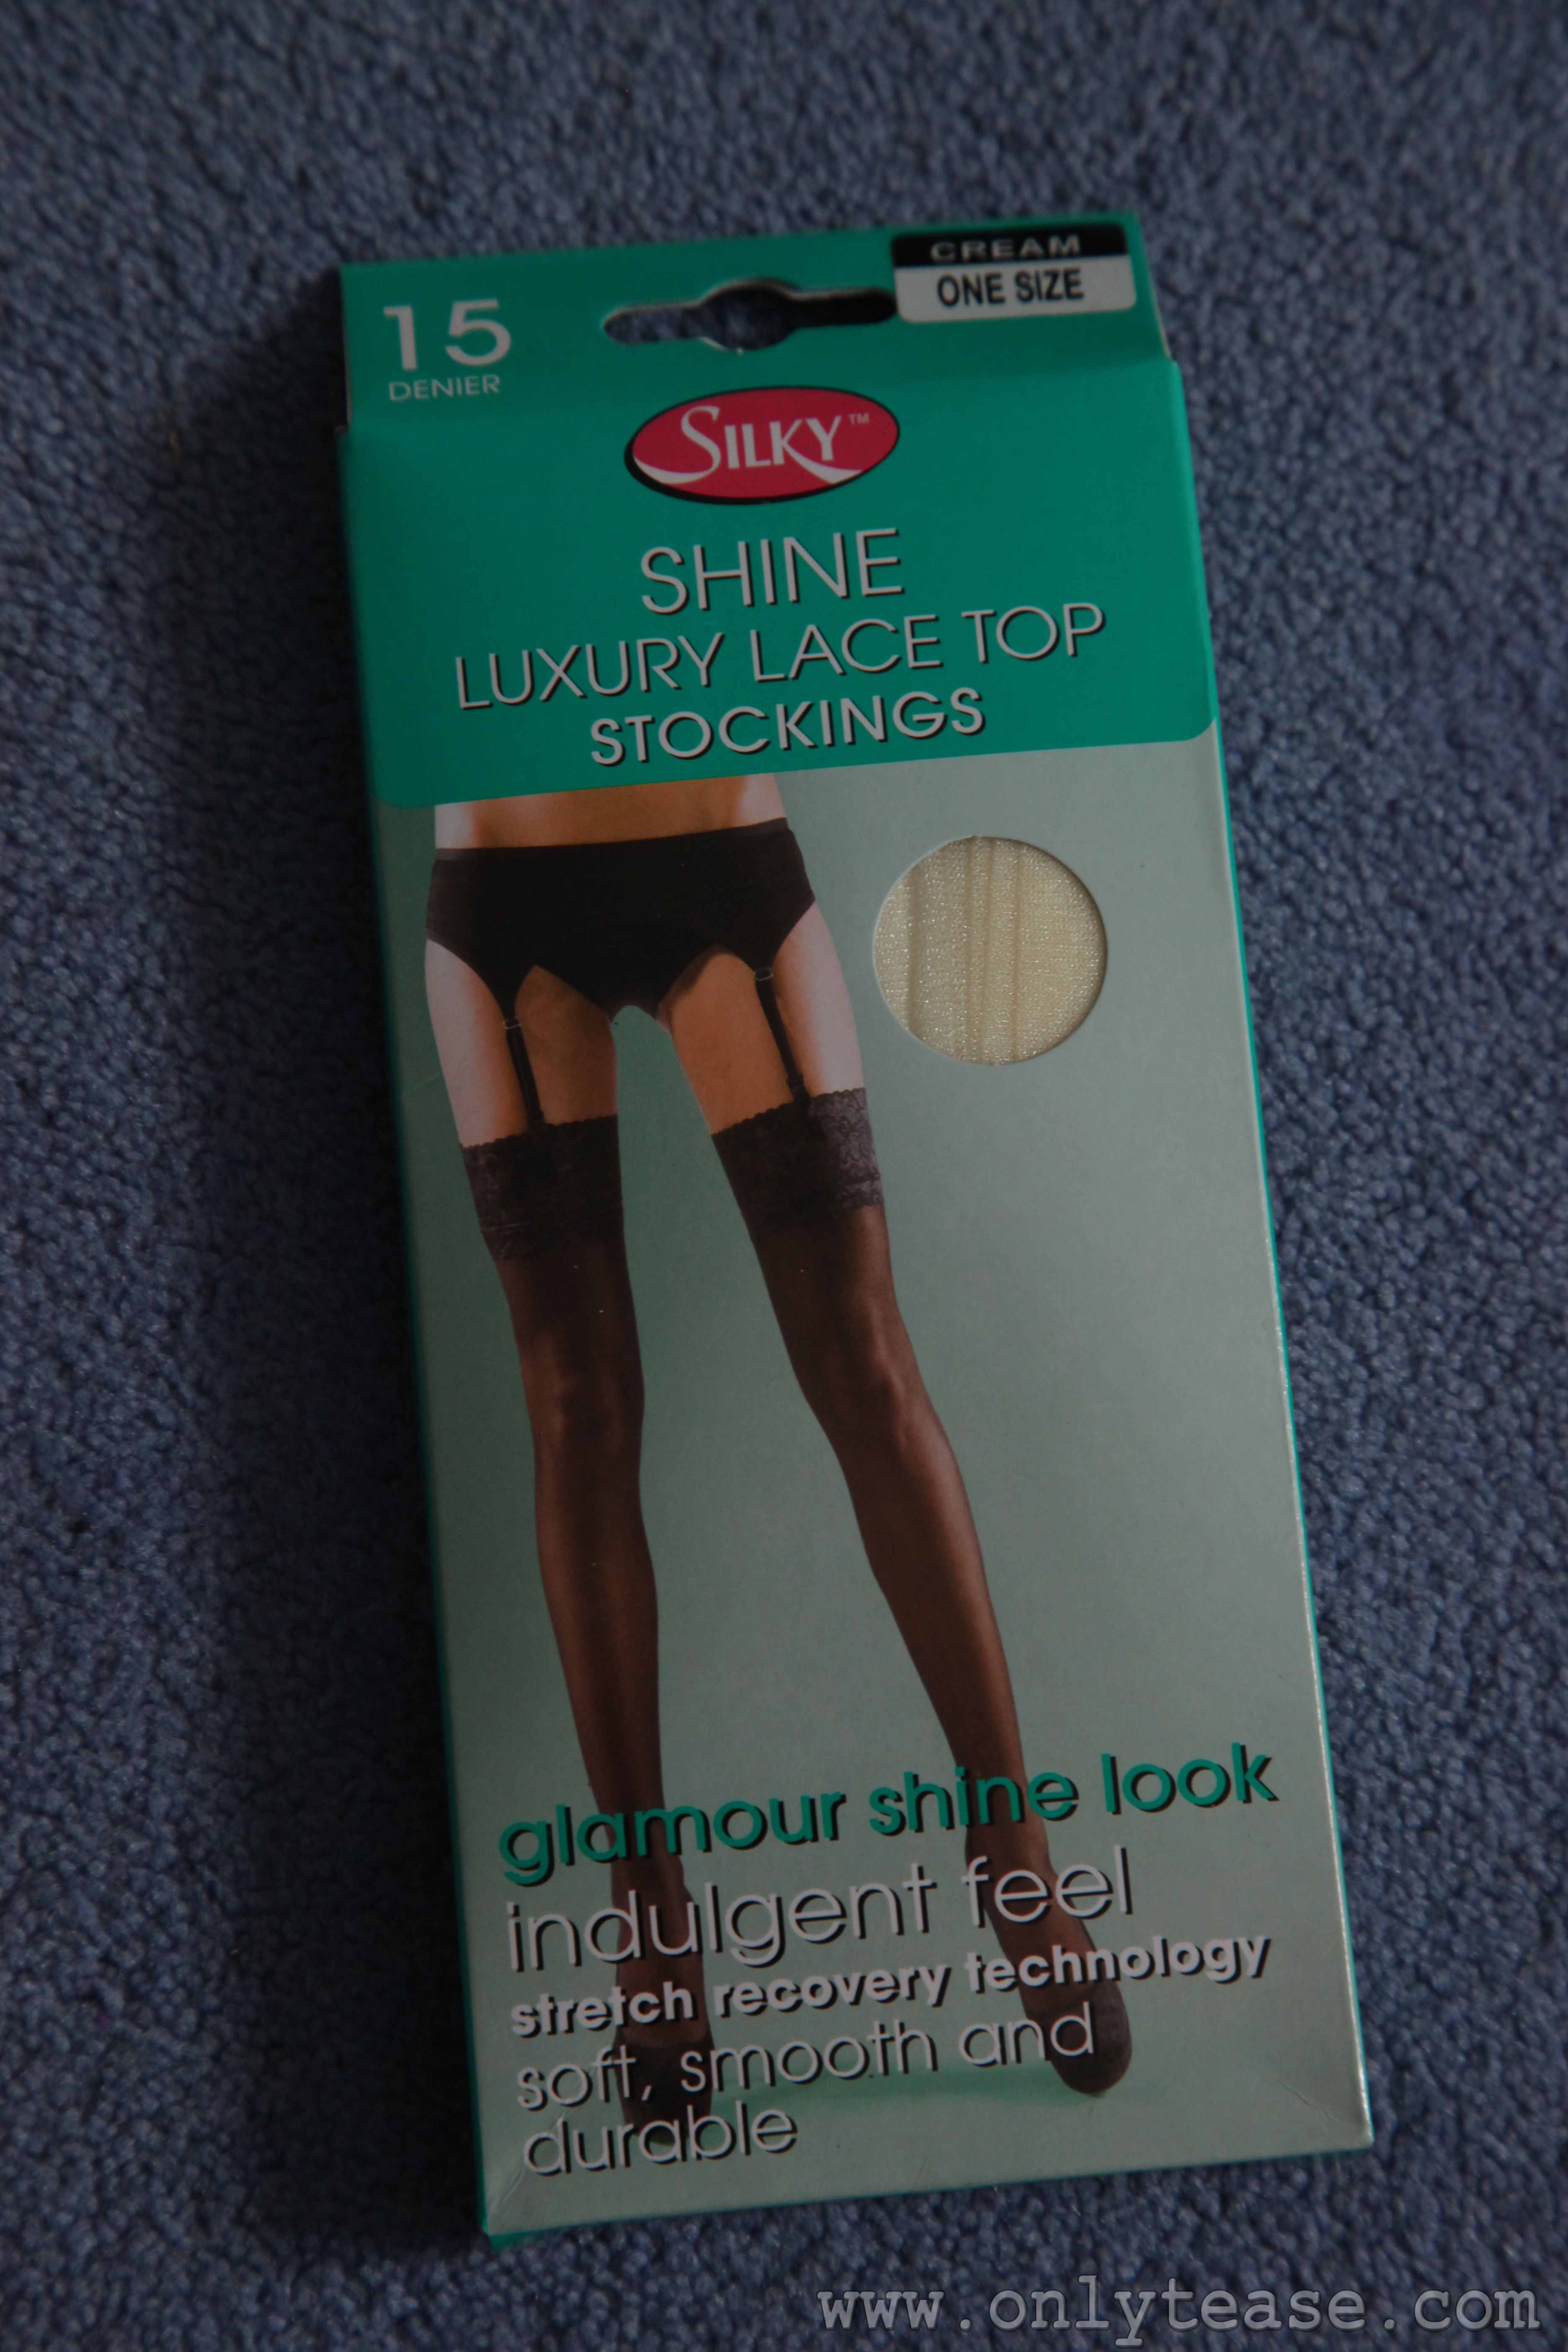 CREAM
ONE SIZE
15
DENIER
SILKY™
SHINE
LUXURY LACE TOP
STOCKINGS
glamour shine look
indulgent feel
stretch recovery technology
soft, smooth and
durable
www.onlytease.com